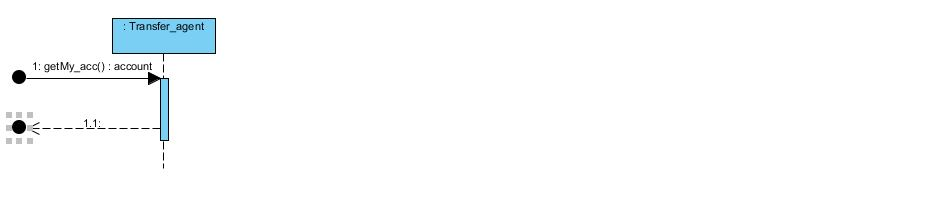 : Transfer_agent
1: getMy_acc() : account
1.1: